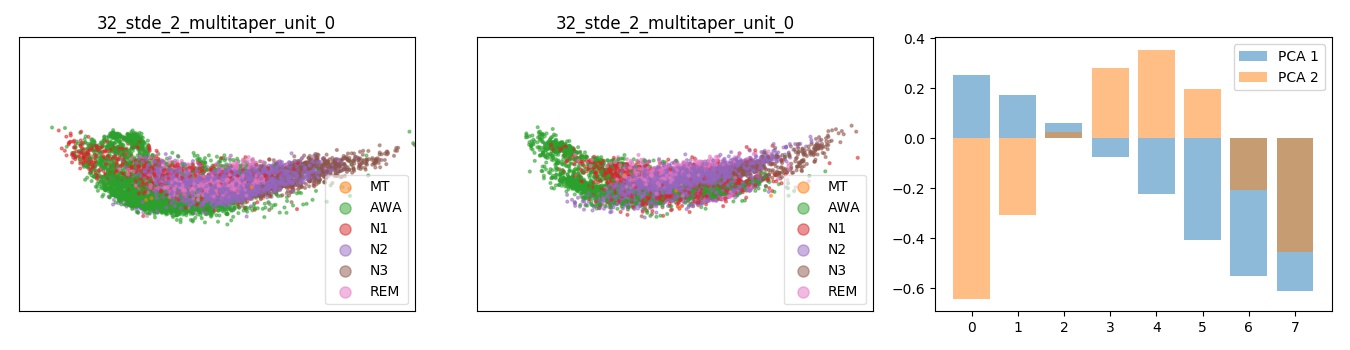 32_stde_2_multitaper_unit_0
MT
AWA
N1
N2
N3
REM
32_stde_2_multitaper_unit_0
MT
AWA
N1
N2
N3
REM
PCA 1
PCA 2
0.4
0.2
0.0
−0.2
−0.4
−0.6
0 1 2 3 4 5 6 7